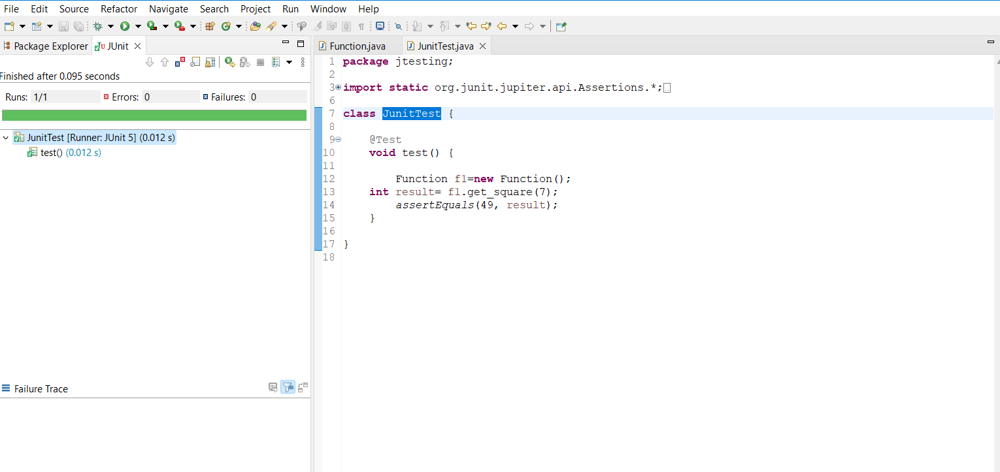 File Edit Source Refactor Navigate Search Project Run Window Help
Package Explorer JUnit
Finished after 0.095 seconds
Runs: 1/1 Errors: 0 Failures: 0
JunitTest [Runner: JUnit 5] (0.012 s)
test() (0.012 s)
Failure Trace
Function.java JunitTest.java
1 package jtesting;
2
3 import static org.junit.jupiter.api.Assertions.*;
6
7 class JunitTest {
8
9 @Test
10 void test() {
11
12 Function f1=new Function();
13 int result= f1.get_square(7);
14 assertEquals(49, result);
15 }
16
17 }
18